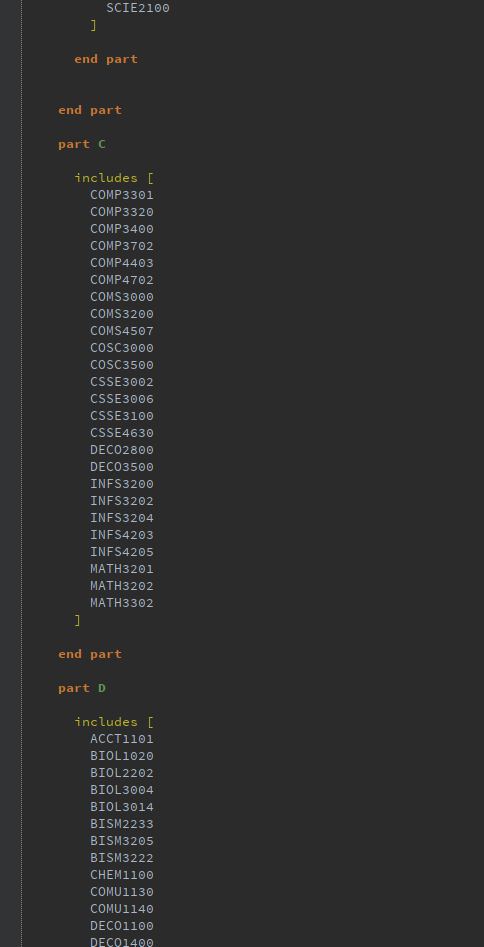 SCIE2100
]
end part
end part
part C
includes [
COMP3301
COMP3320
COMP3400
COMP3702
COMP4403
COMP4702
COMS3000
COMS3200
COMS4507
COSC3000
COSC3500
CSSE3002
CSSE3006
CSSE3100
CSSE4630
DECO2800
DECO3500
INFS3200
INFS3202
INFS3204
INFS4203
INFS4205
MATH3201
MATH3202
MATH3302
]
end part
part D
includes [
ACCT1101
BIOL1020
BIOL2202
BIOL3004
BIOL3014
BISM2233
BISM3205
BISM3222
CHEM1100
COMU1130
COMU1140
DECO1100
DECO1400